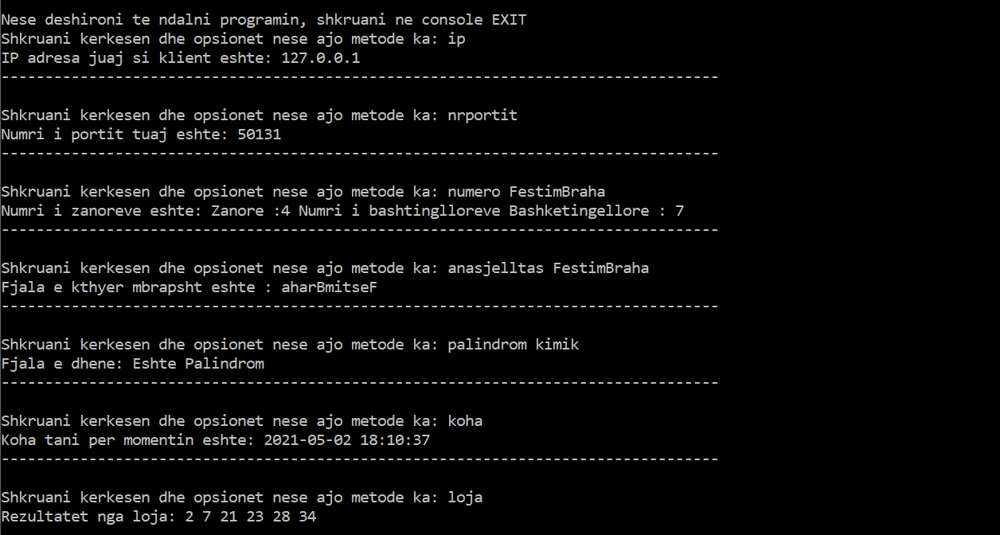 Nese deshironi te ndalni programin, shkruani ne console EXIT
Shkruani kerkesen dhe opsionet nese ajo metode ka: ip
IP adresa juaj si klient eshte: 127.0.0.1
----------------------------------------------------------------------------------
Shkruani kerkesen dhe opsionet nese ajo metode ka: nrportit
Numri i portit tuaj eshte: 50131
----------------------------------------------------------------------------------
Shkruani kerkesen dhe opsionet nese ajo metode ka: numero FestimBraha
Numri i zanoreve eshte: Zanore :4 Numri i bashtinglloreve Bashketingellore : 7
----------------------------------------------------------------------------------
Shkruani kerkesen dhe opsionet nese ajo metode ka: anasjelltas FestimBraha
Fjala e kthyer mbrapsht eshte : aharBmitseF
----------------------------------------------------------------------------------
Shkruani kerkesen dhe opsionet nese ajo metode ka: palindrom kimik
Fjala e dhene: Eshte Palindrom
----------------------------------------------------------------------------------
Shkruani kerkesen dhe opsionet nese ajo metode ka: koha
Koha tani per momentin eshte: 2021-05-02 18:10:37
----------------------------------------------------------------------------------
Shkruani kerkesen dhe opsionet nese ajo metode ka: loja
Rezultatet nga loja: 2 7 21 23 28 34